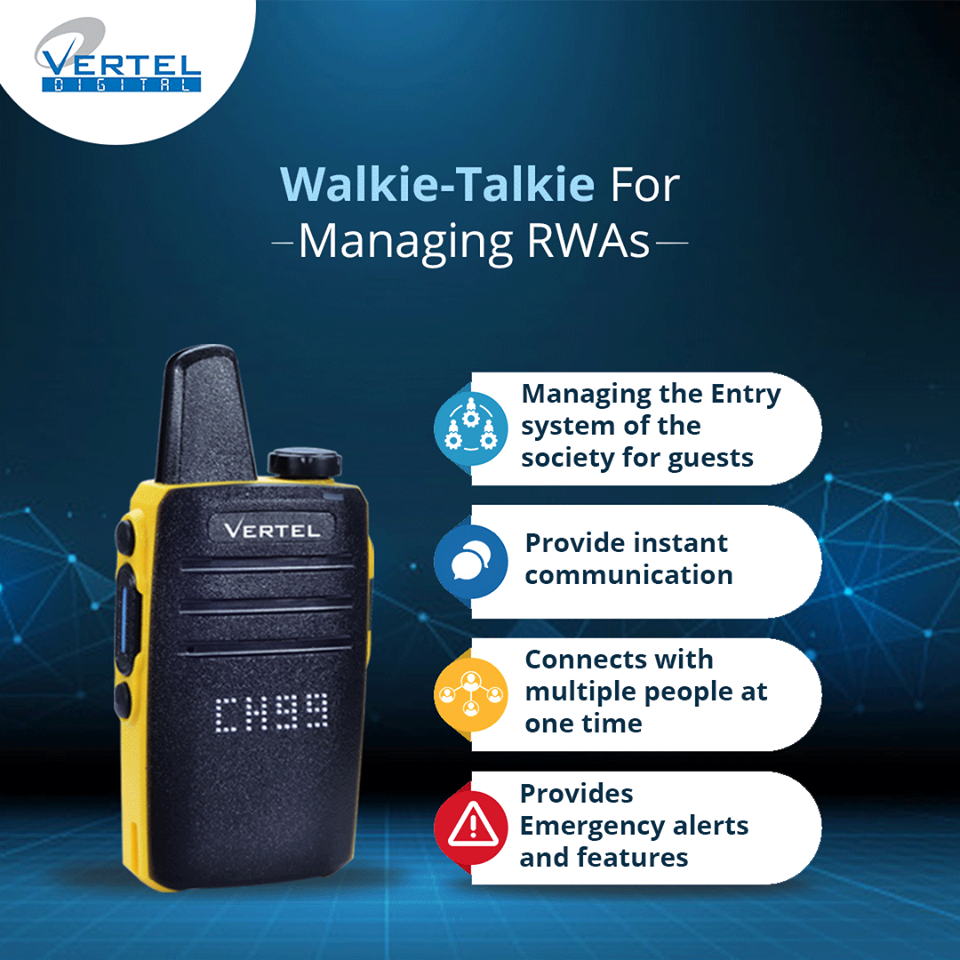 VERTEL
DIGITAL
Walkie-Talkie For
Managing RWAs
VERTEL
CH99
Managing the Entry
system of the
society for guests
Provide instant
communication
Connects with
multiple people at
one time
Provides
Emergency alerts
and features